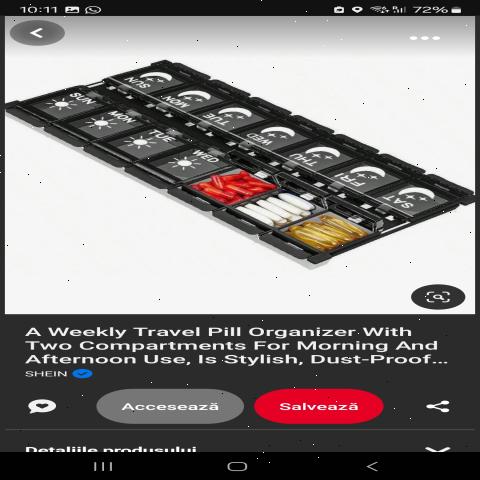 10:11
72%
SUN MON TUE WED THU FRI SAT
SUN MON TUE WED
A Weekly Travel Pill Organizer With
Two Compartments For Morning And
Afternoon Use, Is Stylish, Dust-Proof...
SHEIN
Accesează
Salvează
Detaliile produsului